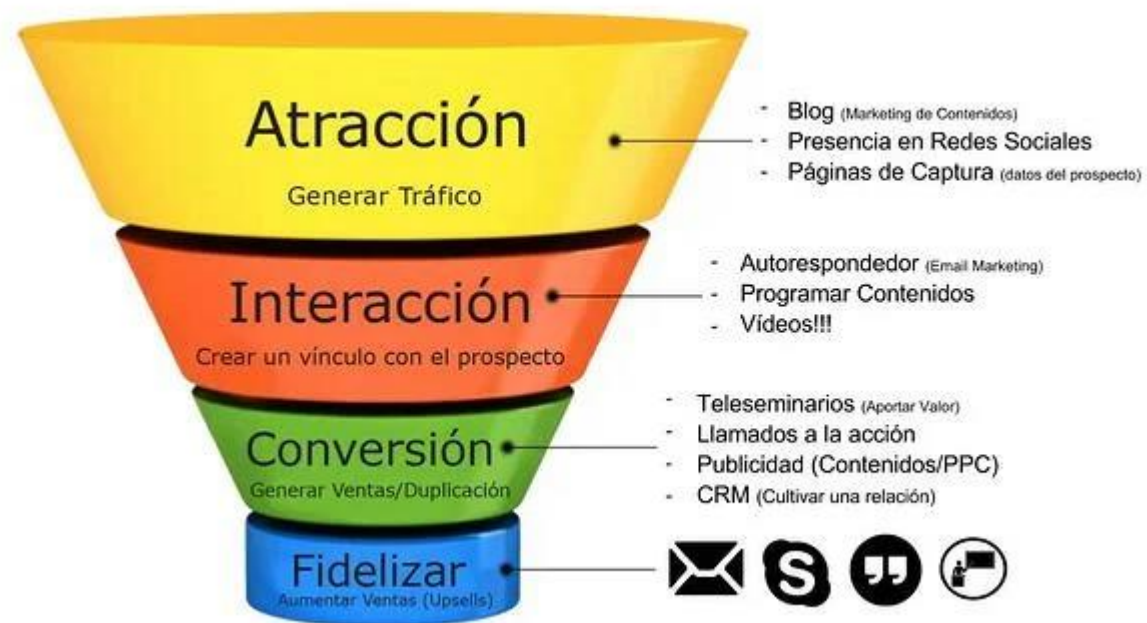 Atracción
Generar Tráfico
- Blog (Marketing de Contenidos)
- Presencia en Redes Sociales
- Páginas de Captura (datos del prospecto)
Interacción
Crear un vínculo con el prospecto
- Autorespondedor (Email Marketing)
- Programar Contenidos
- Vídeos!!!
Conversión
Generar Ventas/Duplicación
- Teleseminarios (Aportar Valor)
- Llamados a la acción
- Publicidad (Contenidos/PPC)
- CRM (Cultivar una relación)
Fidelizar
Aumentar Ventas (Upsells)